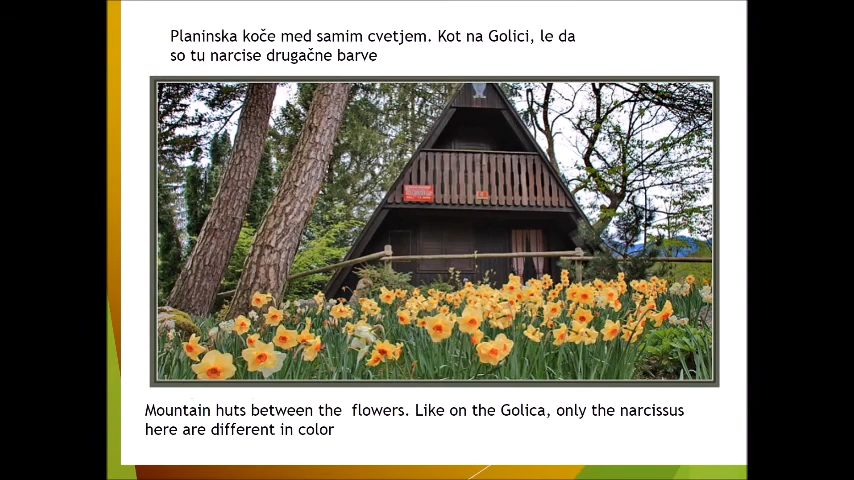 Planinska koče med samim cvetjem. Kot na Golici, le da
so tu narcise drugačne barve
Mountain huts between the  flowers. Like on the Golica, only the narcissus
here are different in color